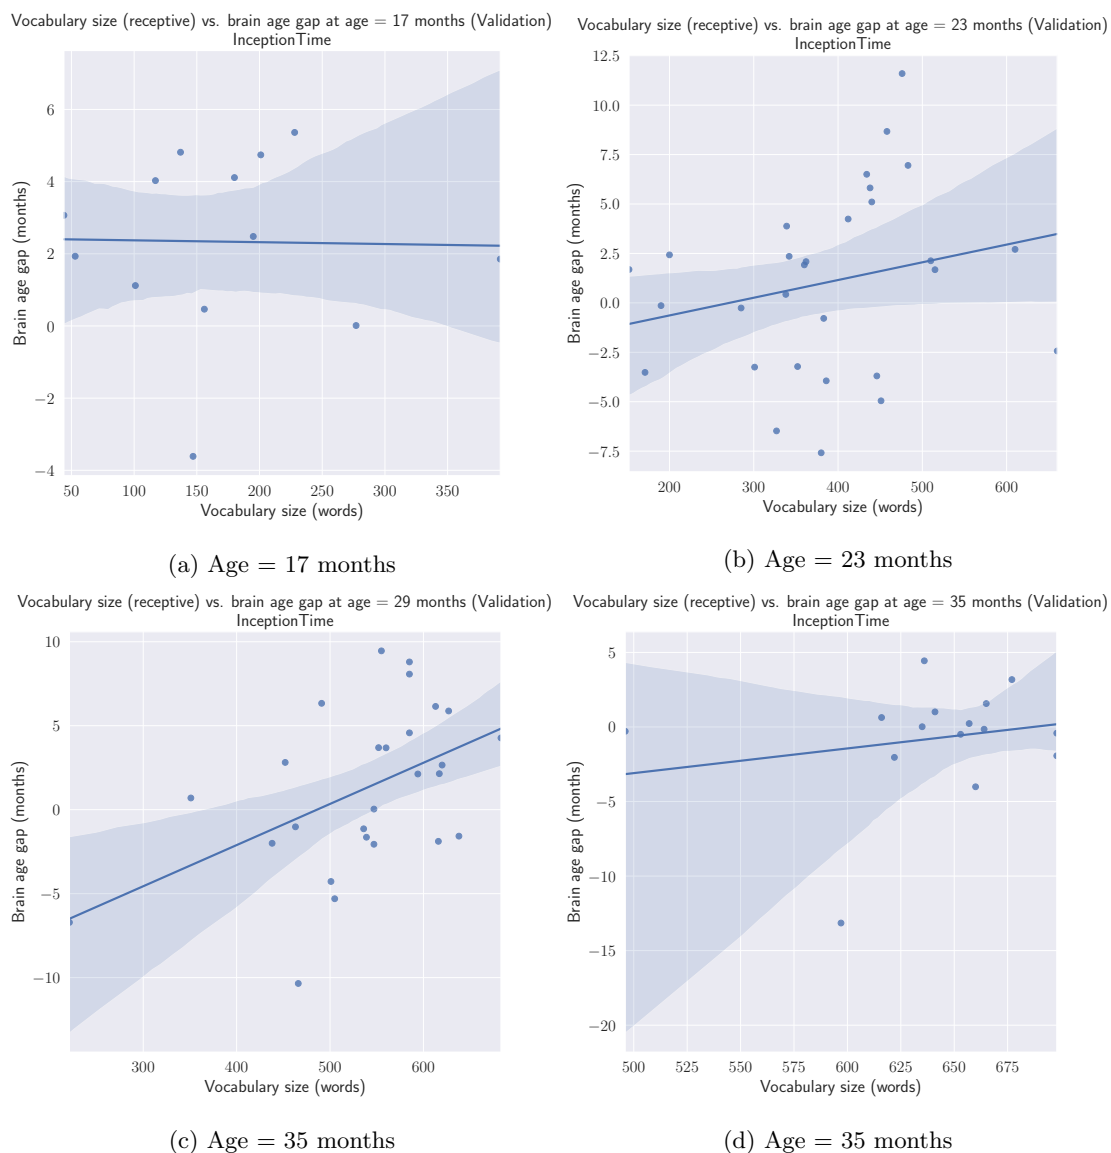 Vocabulary size (receptive) vs. brain age gap at age = 17 months (Validation)
InceptionTime
6
4
2
0
−2
−4
Brain age gap (months)
50 100 150 200 250 300 350
Vocabulary size (words)
(a) Age = 17 months
Vocabulary size (receptive) vs. brain age gap at age = 23 months (Validation)
InceptionTime
12.5
10.0
7.5
5.0
2.5
0.0
−2.5
−5.0
−7.5
Brain age gap (months)
200 300 400 500 600
Vocabulary size (words)
(b) Age = 23 months
Vocabulary size (receptive) vs. brain age gap at age = 29 months (Validation)
InceptionTime
10
5
0
−5
−10
Brain age gap (months)
300 400 500 600
Vocabulary size (words)
(c) Age = 35 months
Vocabulary size (receptive) vs. brain age gap at age = 35 months (Validation)
InceptionTime
5
0
−5
−10
−15
−20
Brain age gap (months)
500 525 550 575 600 625 650 675
Vocabulary size (words)
(d) Age = 35 months